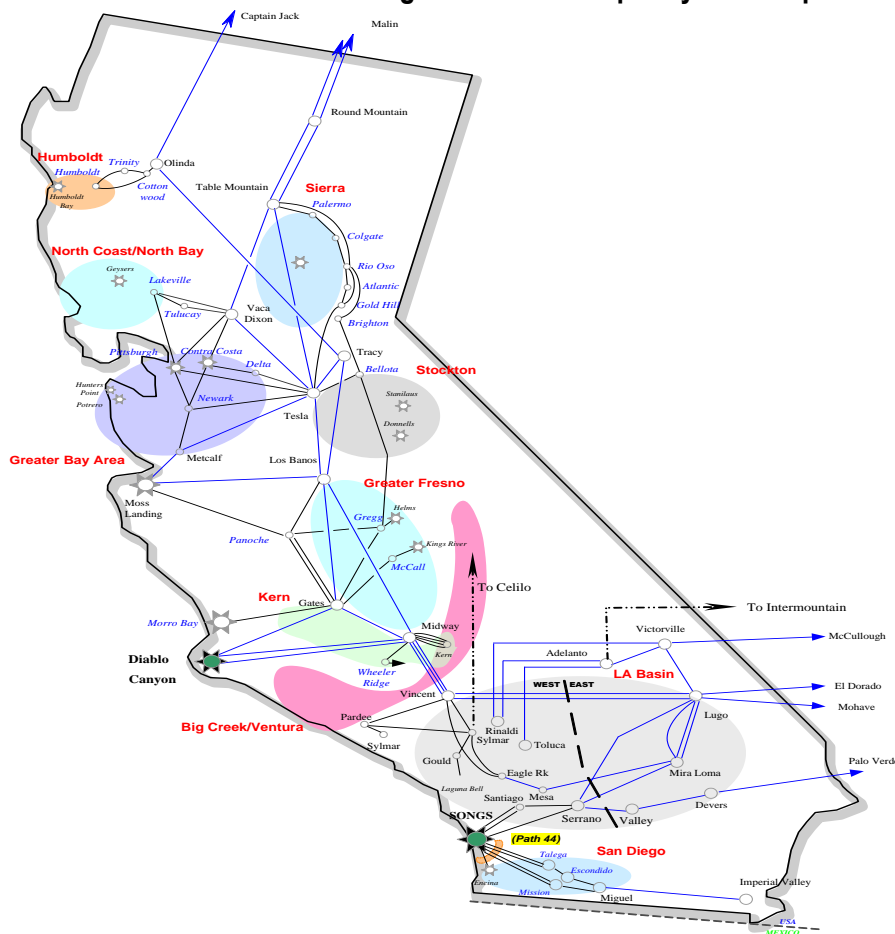 Captain Jack
Malin
Round Mountain
Humboldt
Trinity
Olinda
Humboldt
Cotton
wood
Humboldt
Bay
Table Mountain
Sierra
Palermo
Colgate
North Coast/North Bay
Geysers
Rio Oso
Lakeville
Atlantic
Tulucay
Vaca
Dixon
Gold Hill
Brighton
Pittsburgh
Contra Costa
Tracy
Delta
Bellota
Stockton
Hunters
Point
Potrero
Newark
Stanilaus
Tesla
Donnells
Metcalf
Los Banos
Greater Bay Area
Greater Fresno
Moss
Landing
Helms
Gregg
Panoche
Kings River
McCall
To Celilo
Kern
Gates
To Intermountain
Morro Bay
Midway
Victorville
McCullough
Kern
Adelanto
Diablo
Canyon
Wheeler
Ridge
LA Basin
WEST
EAST
El Dorado
Vincent
Mohave
Lugo
Big Creek/Ventura
Pardee
Rinaldi
Sylmar
Sylmar
Toluca
Gould
Palo Verde
Eagle Rk
Mira Loma
Laguna Bell
Mesa
Devers
Santiago
SONGS
Serrano
Valley
(Path 44)
San Diego
Talega
Escondido
Encina
Mission
Miguel
Imperial Valley
USA
MEXICO